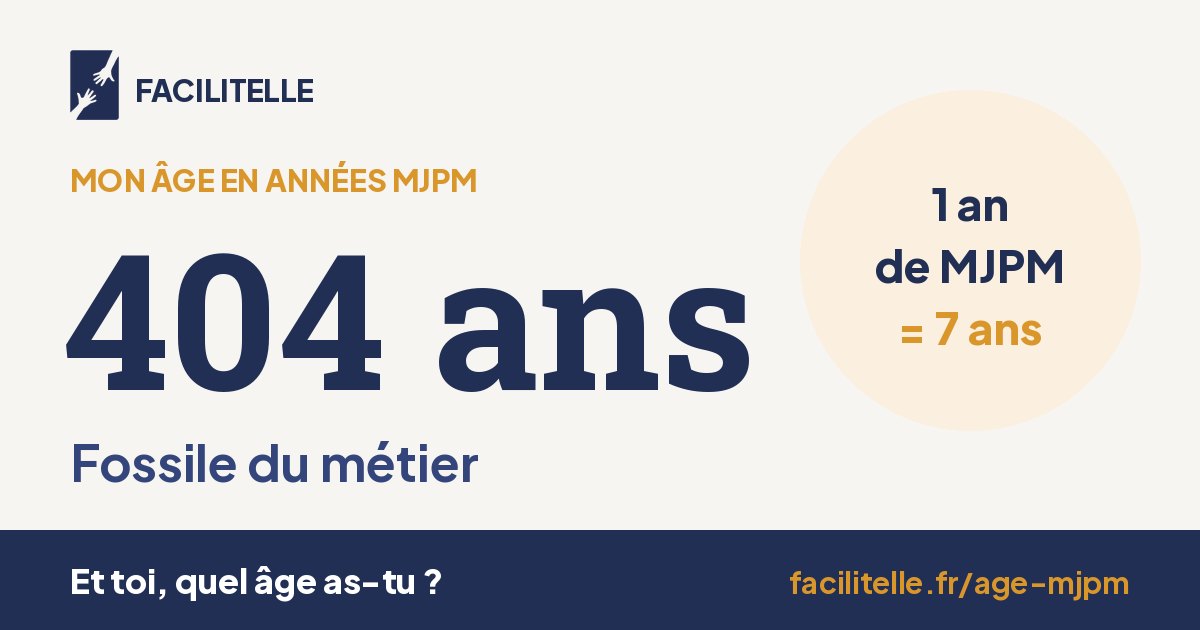 FACILITELLE
MON ÂGE EN ANNÉES MJPM
404 ans
Fossile du métier
1 an
de MJPM
= 7 ans
Et toi, quel âge as-tu ?
facilitelle.fr/age-mjpm